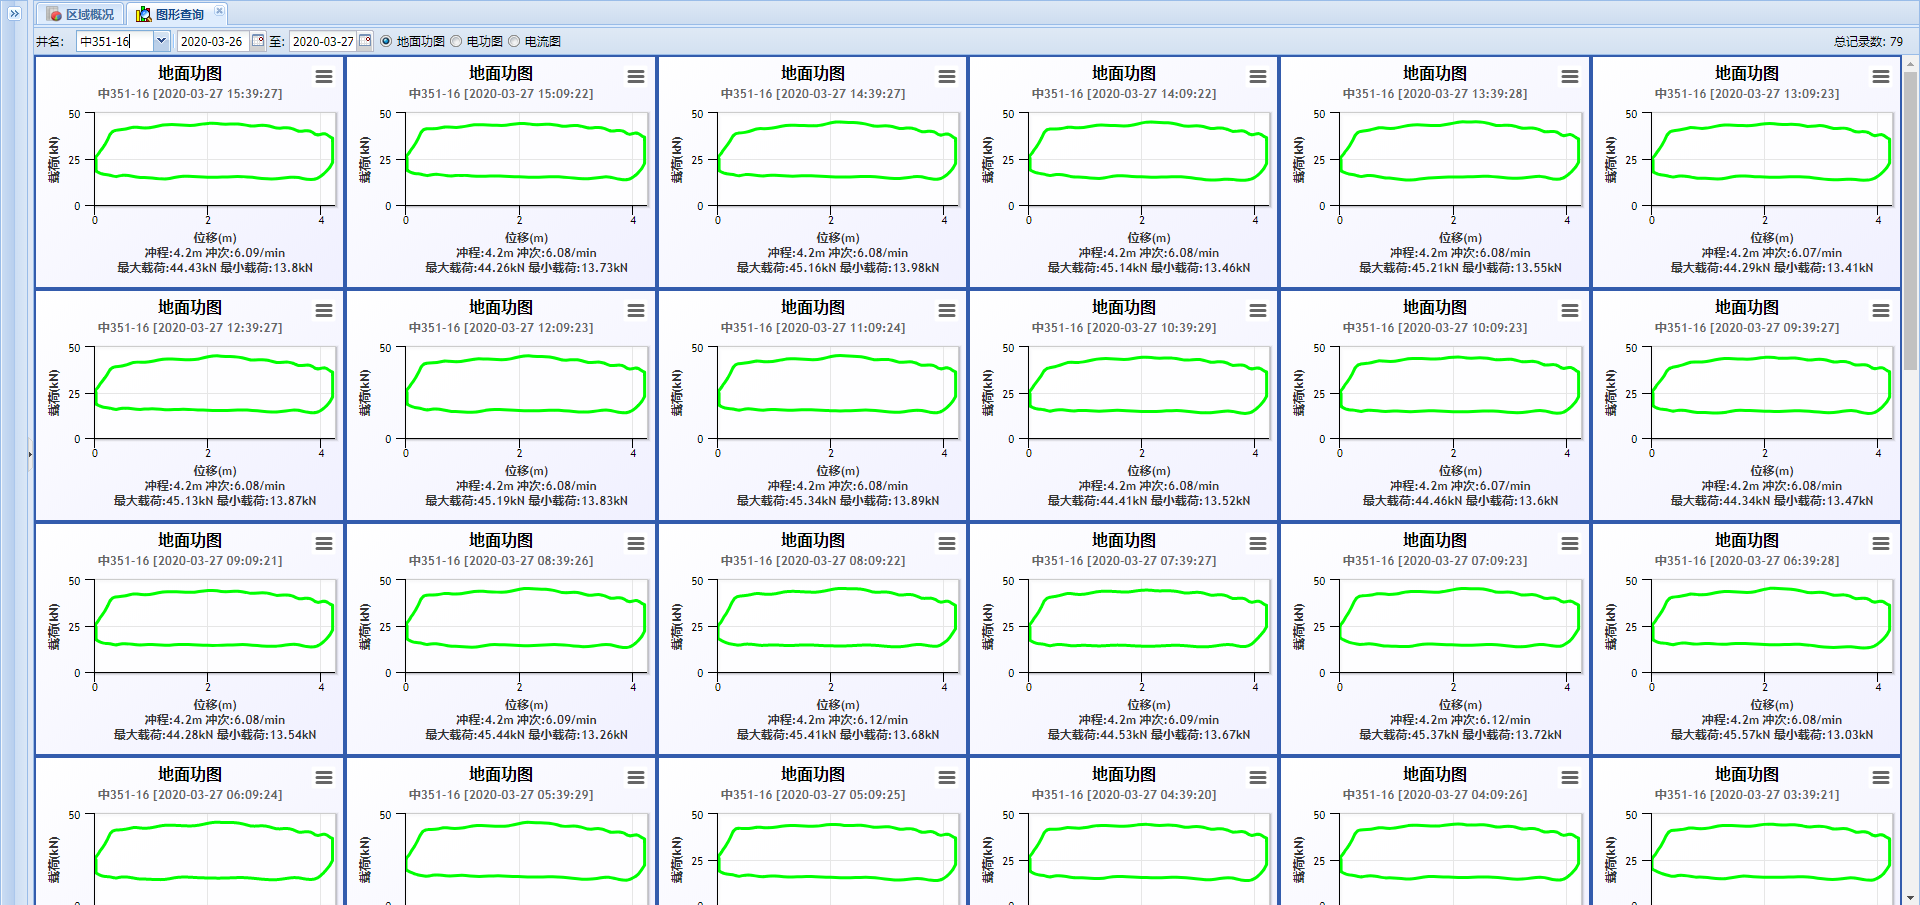 区域概况 图形查询
井名: 中351-16 2020-03-26 至: 2020-03-27 地面功图 电功图 电流图 总记录数: 79
地面功图 地面功图 地面功图 地面功图 地面功图 地面功图
中351-16 [2020-03-27 15:39:27] 中351-16 [2020-03-27 15:09:22] 中351-16 [2020-03-27 14:39:27] 中351-16 [2020-03-27 14:09:22] 中351-16 [2020-03-27 13:39:28] 中351-16 [2020-03-27 13:09:23]
50 50 50 50 50 50
载荷(kN) 载荷(kN) 载荷(kN) 载荷(kN) 载荷(kN) 载荷(kN)
25 25 25 25 25 25
0 0 0 0 0 0
0 2 4 0 2 4 0 2 4 0 2 4 0 2 4 0 2 4
位移(m) 位移(m) 位移(m) 位移(m) 位移(m) 位移(m)
冲程:4.2m 冲次:6.09/min 冲程:4.2m 冲次:6.08/min 冲程:4.2m 冲次:6.08/min 冲程:4.2m 冲次:6.08/min 冲程:4.2m 冲次:6.08/min 冲程:4.2m 冲次:6.07/min
最大载荷:44.43kN 最小载荷:13.8kN 最大载荷:44.26kN 最小载荷:13.73kN 最大载荷:45.16kN 最小载荷:13.98kN 最大载荷:45.14kN 最小载荷:13.46kN 最大载荷:45.21kN 最小载荷:13.55kN 最大载荷:44.29kN 最小载荷:13.41kN
地面功图 地面功图 地面功图 地面功图 地面功图 地面功图
中351-16 [2020-03-27 12:39:27] 中351-16 [2020-03-27 12:09:23] 中351-16 [2020-03-27 11:09:24] 中351-16 [2020-03-27 10:39:29] 中351-16 [2020-03-27 10:09:23] 中351-16 [2020-03-27 09:39:27]
50 50 50 50 50 50
载荷(kN) 载荷(kN) 载荷(kN) 载荷(kN) 载荷(kN) 载荷(kN)
25 25 25 25 25 25
0 0 0 0 0 0
0 2 4 0 2 4 0 2 4 0 2 4 0 2 4 0 2 4
位移(m) 位移(m) 位移(m) 位移(m) 位移(m) 位移(m)
冲程:4.2m 冲次:6.08/min 冲程:4.2m 冲次:6.08/min 冲程:4.2m 冲次:6.08/min 冲程:4.2m 冲次:6.08/min 冲程:4.2m 冲次:6.07/min 冲程:4.2m 冲次:6.08/min
最大载荷:45.13kN 最小载荷:13.87kN 最大载荷:45.19kN 最小载荷:13.83kN 最大载荷:45.34kN 最小载荷:13.89kN 最大载荷:44.41kN 最小载荷:13.52kN 最大载荷:44.46kN 最小载荷:13.6kN 最大载荷:44.34kN 最小载荷:13.47kN
地面功图 地面功图 地面功图 地面功图 地面功图 地面功图
中351-16 [2020-03-27 09:09:21] 中351-16 [2020-03-27 08:39:26] 中351-16 [2020-03-27 08:09:22] 中351-16 [2020-03-27 07:39:27] 中351-16 [2020-03-27 07:09:23] 中351-16 [2020-03-27 06:39:28]
50 50 50 50 50 50
载荷(kN) 载荷(kN) 载荷(kN) 载荷(kN) 载荷(kN) 载荷(kN)
25 25 25 25 25 25
0 0 0 0 0 0
0 2 4 0 2 4 0 2 4 0 2 4 0 2 4 0 2 4
位移(m) 位移(m) 位移(m) 位移(m) 位移(m) 位移(m)
冲程:4.2m 冲次:6.08/min 冲程:4.2m 冲次:6.09/min 冲程:4.2m 冲次:6.12/min 冲程:4.2m 冲次:6.09/min 冲程:4.2m 冲次:6.12/min 冲程:4.2m 冲次:6.08/min
最大载荷:44.28kN 最小载荷:13.54kN 最大载荷:45.44kN 最小载荷:13.26kN 最大载荷:45.41kN 最小载荷:13.68kN 最大载荷:44.53kN 最小载荷:13.67kN 最大载荷:45.37kN 最小载荷:13.72kN 最大载荷:45.57kN 最小载荷:13.03kN
地面功图 地面功图 地面功图 地面功图 地面功图 地面功图
中351-16 [2020-03-27 06:09:24] 中351-16 [2020-03-27 05:39:29] 中351-16 [2020-03-27 05:09:25] 中351-16 [2020-03-27 04:39:20] 中351-16 [2020-03-27 04:09:26] 中351-16 [2020-03-27 03:39:21]
50 50 50 50 50 50
载荷(kN) 载荷(kN) 载荷(kN) 载荷(kN) 载荷(kN) 载荷(kN)
25 25 25 25 25 25
0 0 0 0 0 0